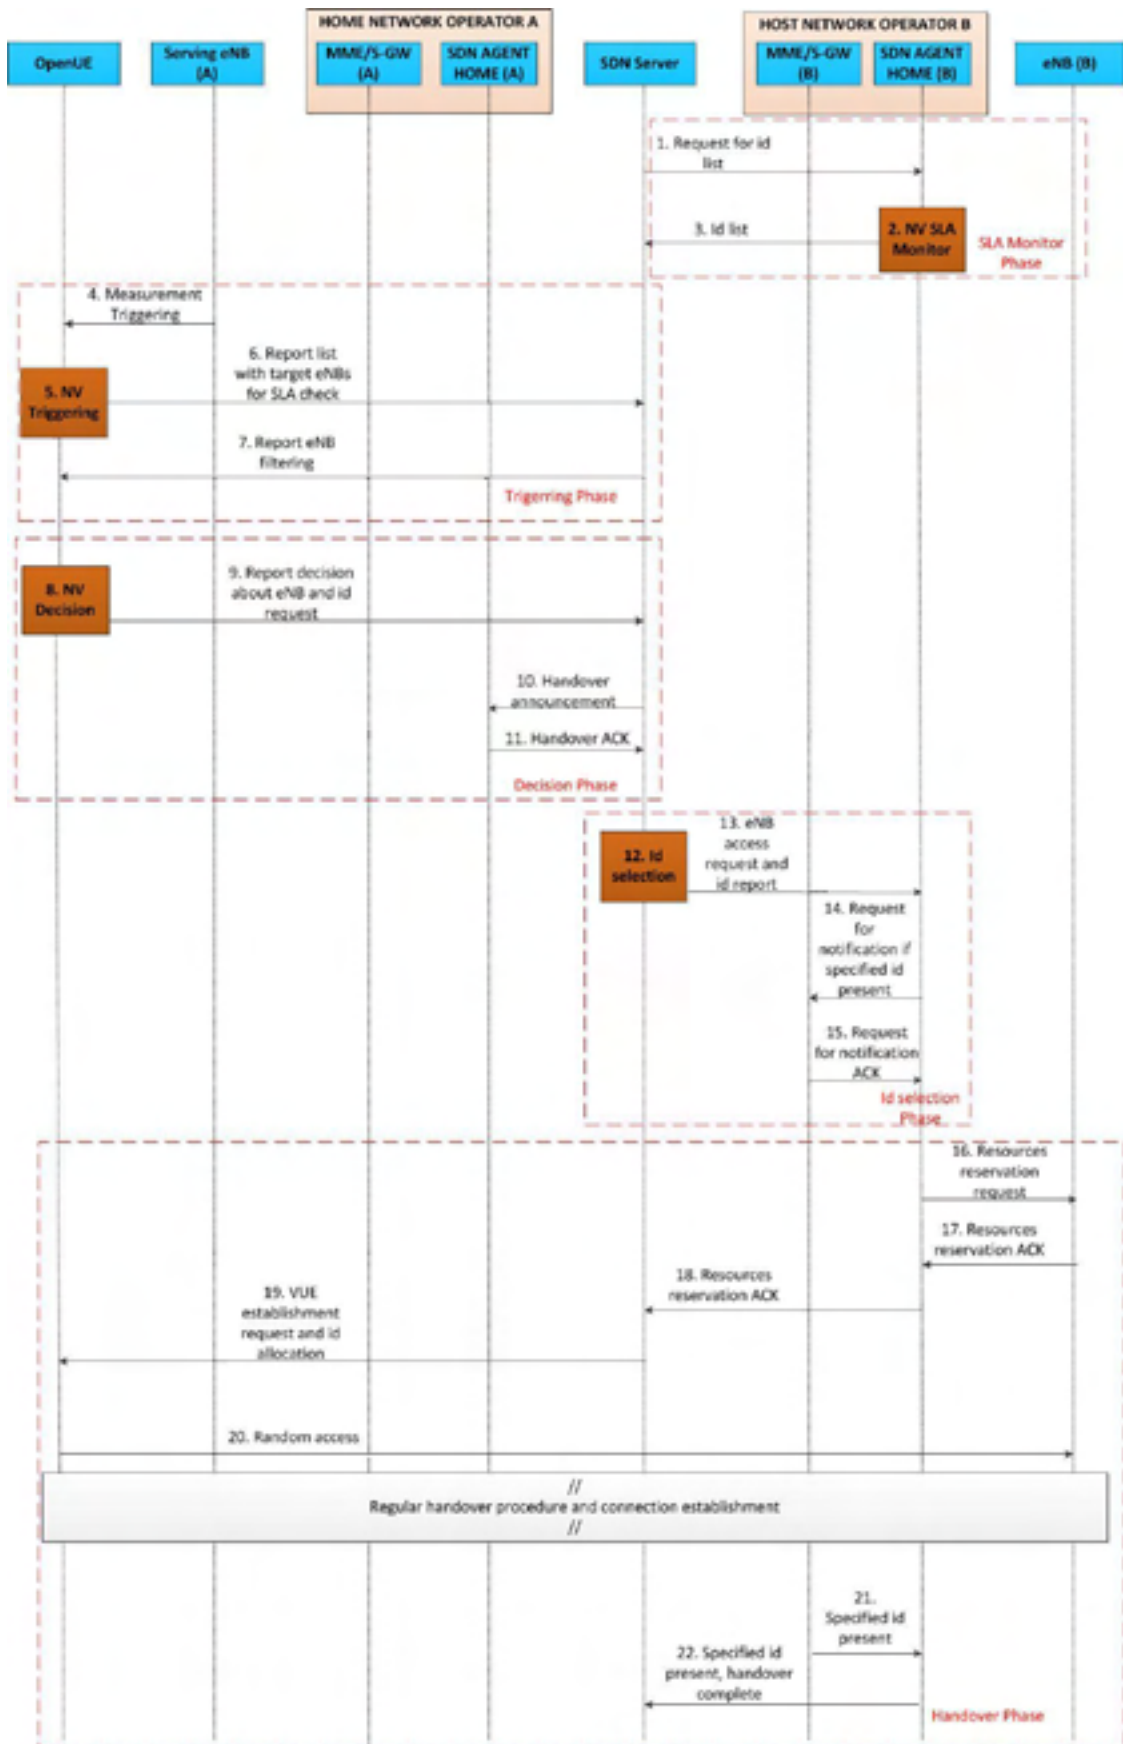 HOME NETWORK OPERATOR A
HOST NETWORK OPERATOR B
OpenUE
Serving eNB
(A)
MME/S-GW
(A)
SDN AGENT
HOME (A)
SDN Server
MME/S-GW
(B)
SDN AGENT
HOME (B)
eNB (B)
1. Request for id
list
2. NV SLA
Monitor
3. Id list
SLA Monitor
Phase
4. Measurement
Triggering
5. NV
Triggering
6. Report list
with target eNBs
for SLA check
7. Report eNB
filtering
Trigerring Phase
8. NV
Decision
9. Report decision
about eNB and id
request
10. Handover
announcement
11. Handover ACK
Decision Phase
12. Id
selection
13. eNB
access
request and
id report
14. Request
for
notification if
specified id
present
15. Request
for notification
ACK
Id selection
Phase
16. Resources
reservation
request
17. Resources
reservation ACK
18. Resources
reservation ACK
19. VUE
establishment
request and id
allocation
20. Random access
//
Regular handover procedure and connection establishment
//
21.
Specified id
present
22. Specified id
present, handover
complete
Handover Phase